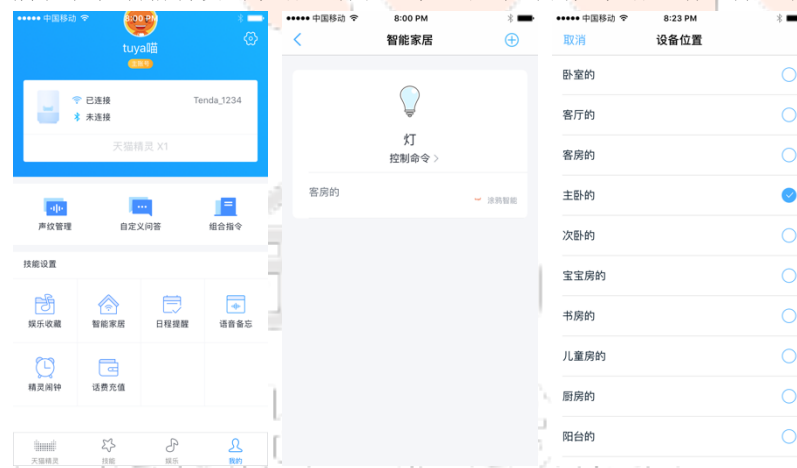 中国移动
8:00 PM
tuya喵
已连接
Tenda_1234
未连接
天猫精灵 X1
声纹管理
自定义问答
组合指令
技能设置
娱乐收藏
智能家居
日程提醒
语音备忘
精灵闹钟
话费充值
天猫精灵
技能
娱乐
我的
中国移动
8:00 PM
智能家居
灯
控制命令 >
客房的
涂鸦智能
中国移动
8:23 PM
取消
设备位置
卧室的
客厅的
客房的
主卧的
次卧的
宝宝房的
书房的
儿童房的
厨房的
阳台的